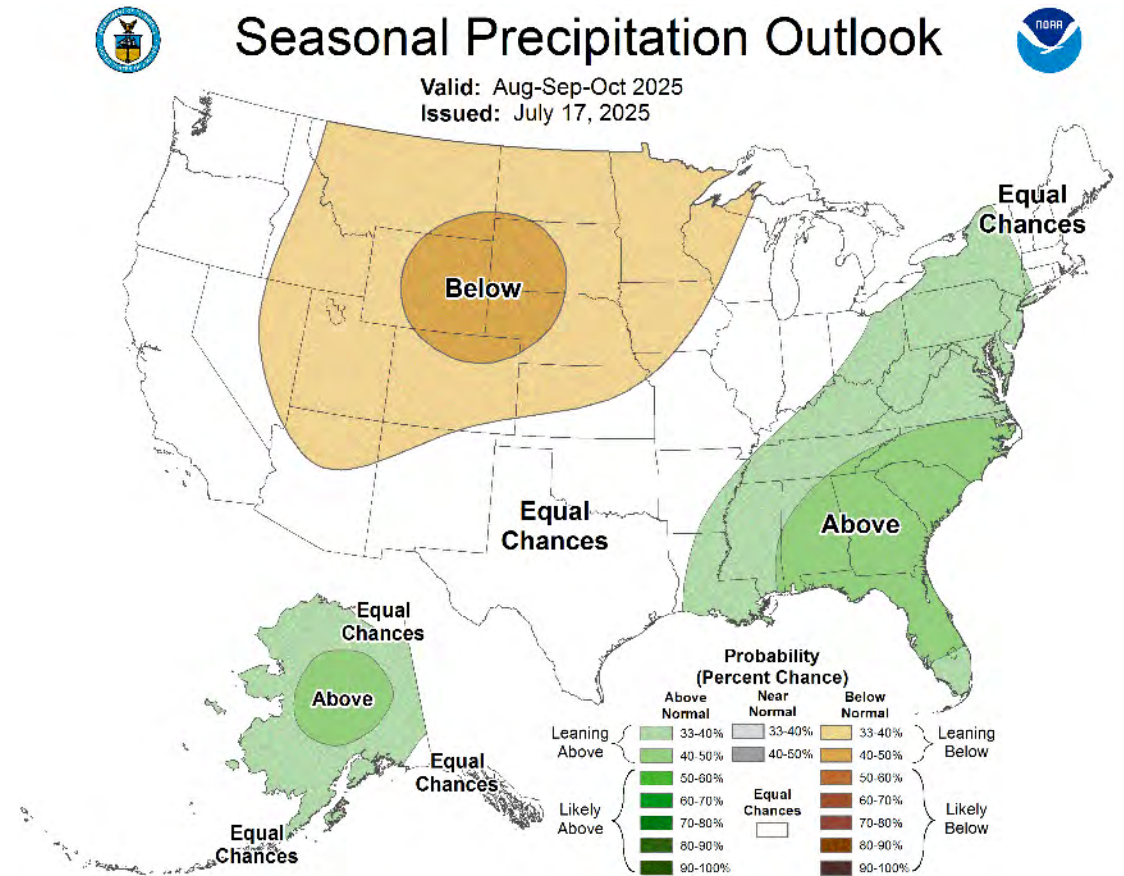 Seasonal Precipitation Outlook
NOAA
Valid: Aug-Sep-Oct 2025
Issued: July 17, 2025
Equal
Chances
Below
Equal
Chances
Above
Equal
Chances
Above
Equal
Chances
Equal
Chances
Probability
(Percent Chance)
Above
Normal
Near
Normal
Below
Normal
Leaning
Above
33-40%
33-40%
33-40%
Leaning
Below
40-50%
40-50%
40-50%
Likely
Above
50-60%
60-70%
70-80%
80-90%
90-100%
Equal
Chances
50-60%
60-70%
70-80%
80-90%
90-100%
Likely
Below